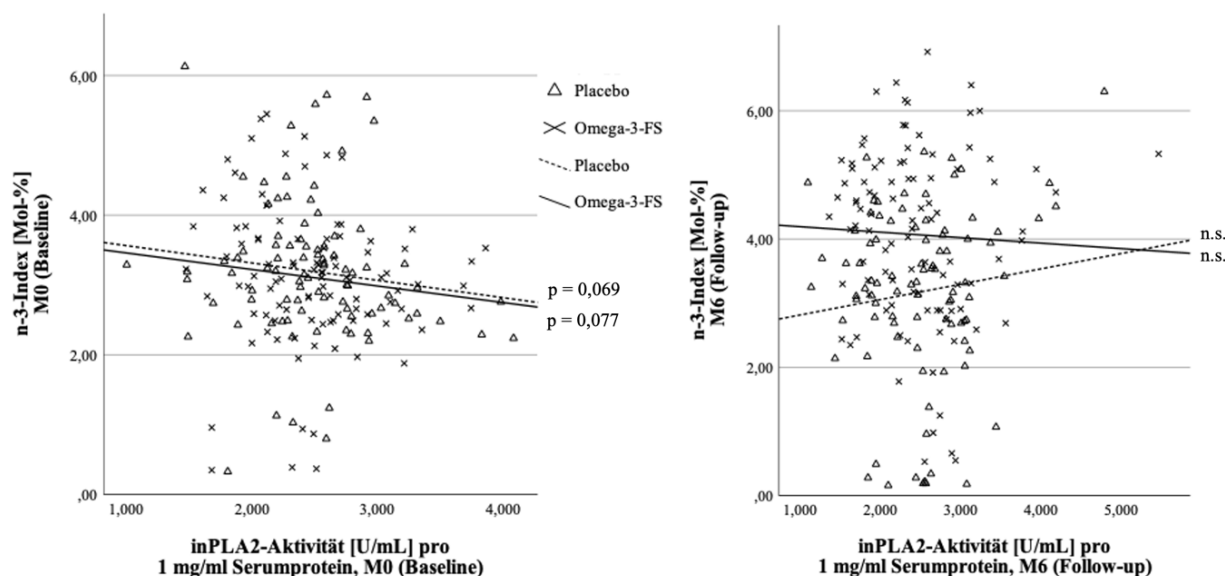 n-3-Index [Mol-%]
M0 (Baseline)
6,00
4,00
2,00
,00
1,000 2,000 3,000 4,000
inPLA2-Aktivität [U/mL] pro
1 mg/ml Serumprotein, M0 (Baseline)
Placebo
Omega-3-FS
Placebo
Omega-3-FS
p = 0,069
p = 0,077
n-3-Index [Mol-%]
M6 (Follow-up)
6,00
4,00
2,00
,00
1,000 2,000 3,000 4,000 5,000
inPLA2-Aktivität [U/mL] pro
1 mg/ml Serumprotein, M6 (Follow-up)
n.s.
n.s.